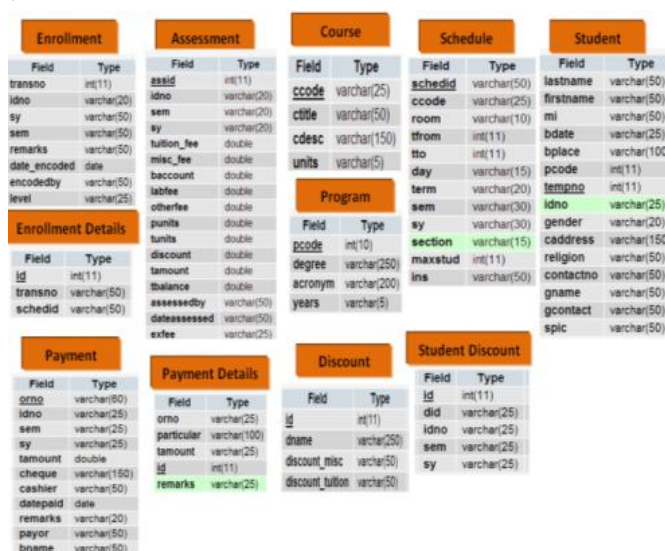 Enrollment
Field Type
transno int(11)
idno varchar(20)
sy varchar(50)
sem varchar(50)
remarks varchar(50)
date_encoded date
encodedby varchar(50)
level varchar(25)
Enrollment Details
Field Type
id int(11)
transno varchar(50)
schedid varchar(50)
Assessment
Field Type
assid int(11)
idno varchar(20)
sem varchar(20)
sy varchar(20)
tuition_fee double
misc_fee double
baccount double
labfee double
otherfee double
punits double
tunits double
discount double
tamount double
tbalance double
assessedby varchar(50)
dateassessed varchar(50)
exfee varchar(25)
Course
Field Type
ccode varchar(25)
ctitle varchar(50)
cdesc varchar(150)
units varchar(5)
Program
Field Type
pcode int(10)
degree varchar(250)
acronym varchar(200)
years varchar(5)
Schedule
Field Type
schedid varchar(50)
ccode varchar(25)
room varchar(10)
tfrom int(11)
tto int(11)
day varchar(15)
term varchar(20)
sem varchar(30)
sy varchar(30)
section varchar(15)
maxstud int(11)
ins varchar(50)
Student
Field Type
lastname varchar(50)
firstname varchar(50)
mi varchar(50)
bdate varchar(25)
bplace varchar(100
pcode int(11)
tempno int(11)
idno varchar(25)
gender varchar(20)
caddress varchar(150
religion varchar(50)
contactno varchar(50)
gname varchar(50)
gcontact varchar(50)
spic varchar(50)
Payment
Field Type
orno varchar(60)
idno varchar(25)
sem varchar(25)
sy varchar(25)
tamount double
cheque varchar(150)
cashier varchar(50)
datepaid date
remarks varchar(20)
payor varchar(50)
bname varchar(50)
Payment Details
Field Type
orno varchar(25)
particular varchar(100)
tamount varchar(25)
id int(11)
remarks varchar(25)
Discount
Field Type
id int(11)
dname varchar(250)
discount_misc varchar(50)
discount_tuition varchar(50)
Student Discount
Field Type
id int(11)
did varchar(25)
idno varchar(25)
sem varchar(25)
sy varchar(25)